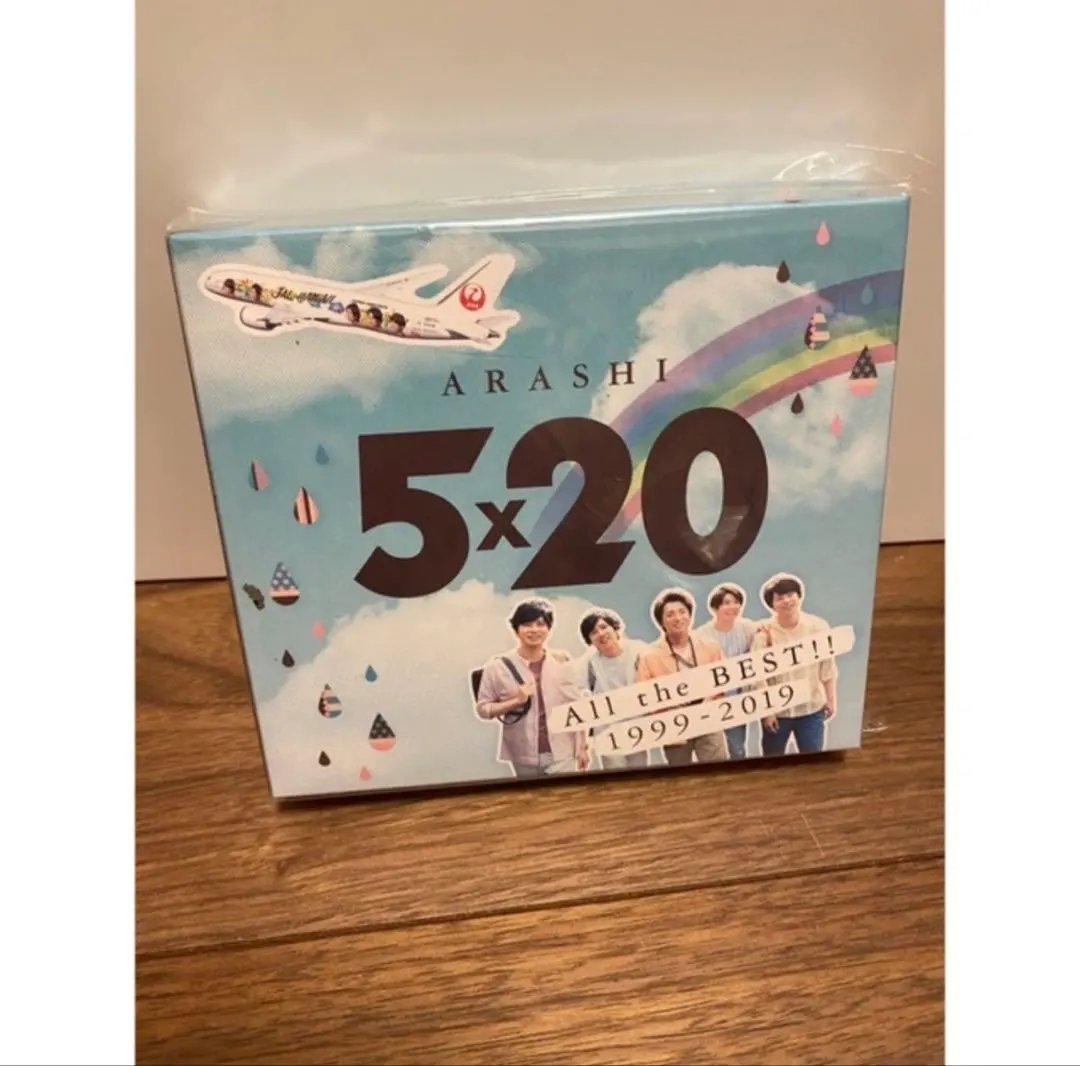 ARASHI
5x20
All the BEST!!
1999-2019